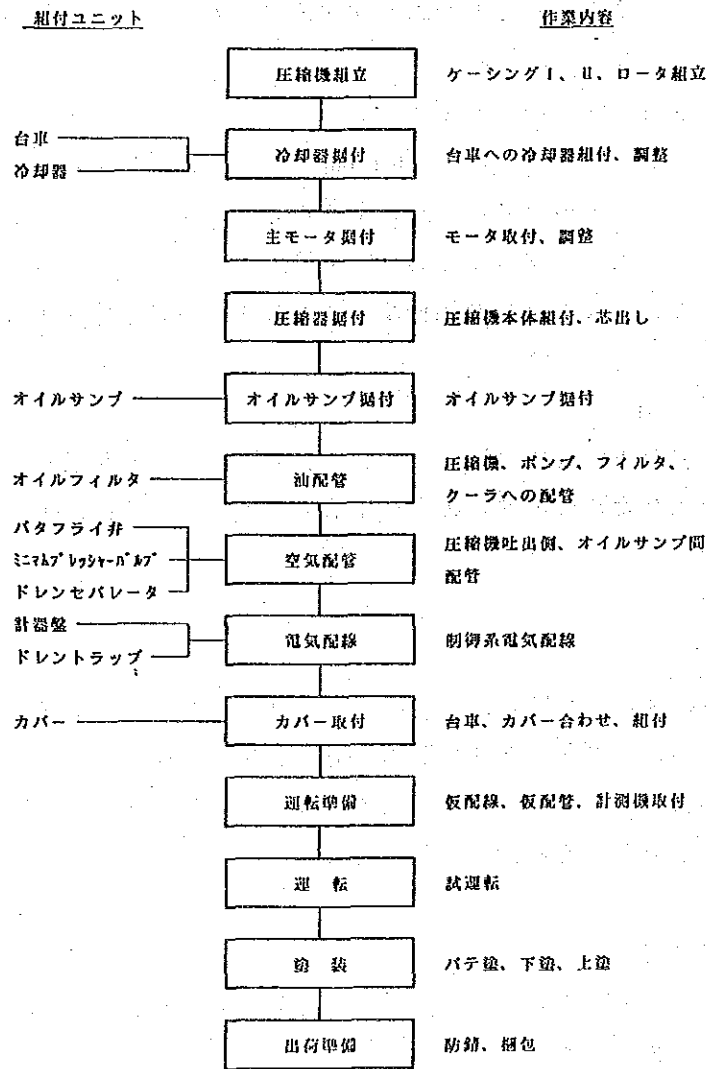 組付ユニット 作業内容
圧縮機組立 ケーシングI、II、ロータ組立
台車
冷却器
冷却器据付 台車への冷却器組付、調整
主モータ据付 モータ取付、調整
圧縮器据付 圧縮機本体組付、芯出し
オイルサンプ オイルサンプ据付 オイルサンプ据付
オイルフィルタ 油配管 圧縮機、ポンプ、フィルタ、
クーラへの配管
バタフライ弁
ミニマムプレッシャーバルブ
ドレンセパレータ
空気配管 圧縮機吐出側、オイルサンプ間
配管
計器盤
ドレントラップ
電気配線 制御系電気配線
カバー カバー取付 台車、カバー合わせ、組付
運転準備 仮配線、仮配管、計測機取付
運 転 試運転
塗 装 パテ塗、下塗、上塗
出荷準備 防錆、梱包